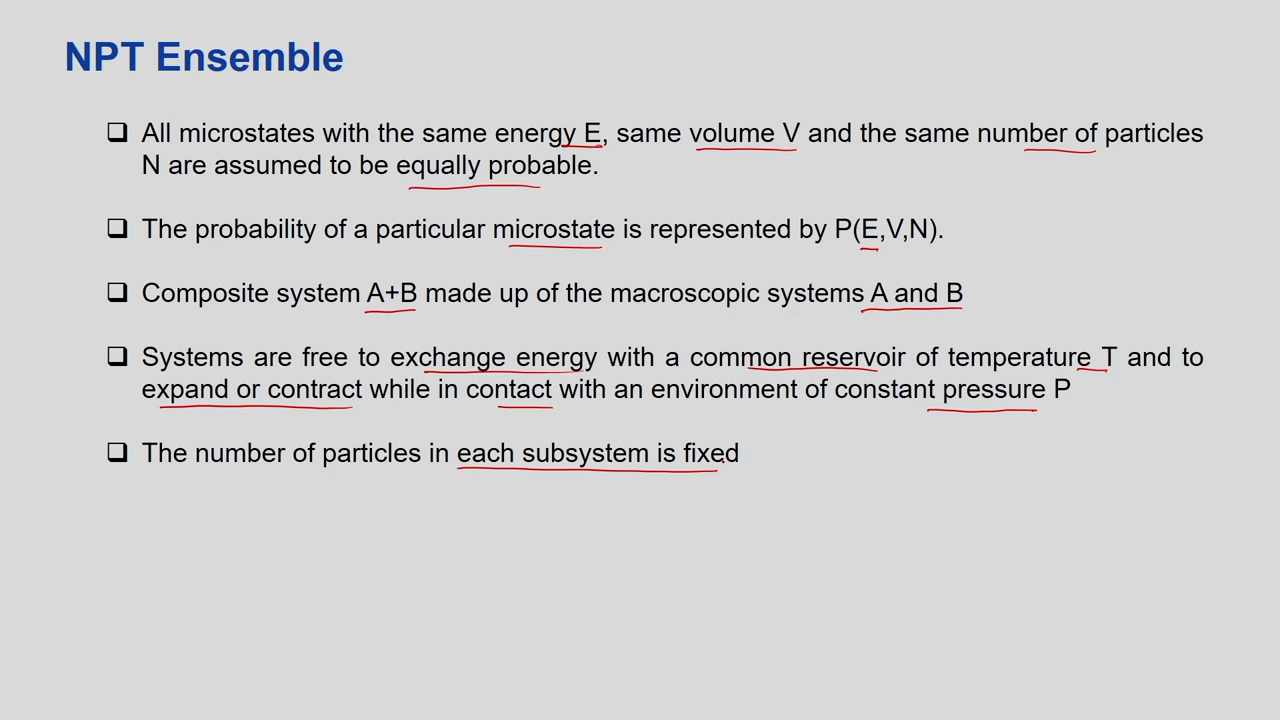 NPT Ensemble
❑ All microstates with the same energy E, same volume V and the same number of particles
N are assumed to be equally probable.
❑ The probability of a particular microstate is represented by P(E,V,N).
❑ Composite system A+B made up of the macroscopic systems A and B
❑ Systems are free to exchange energy with a common reservoir of temperature T and to
expand or contract while in contact with an environment of constant pressure P
❑ The number of particles in each subsystem is fixed